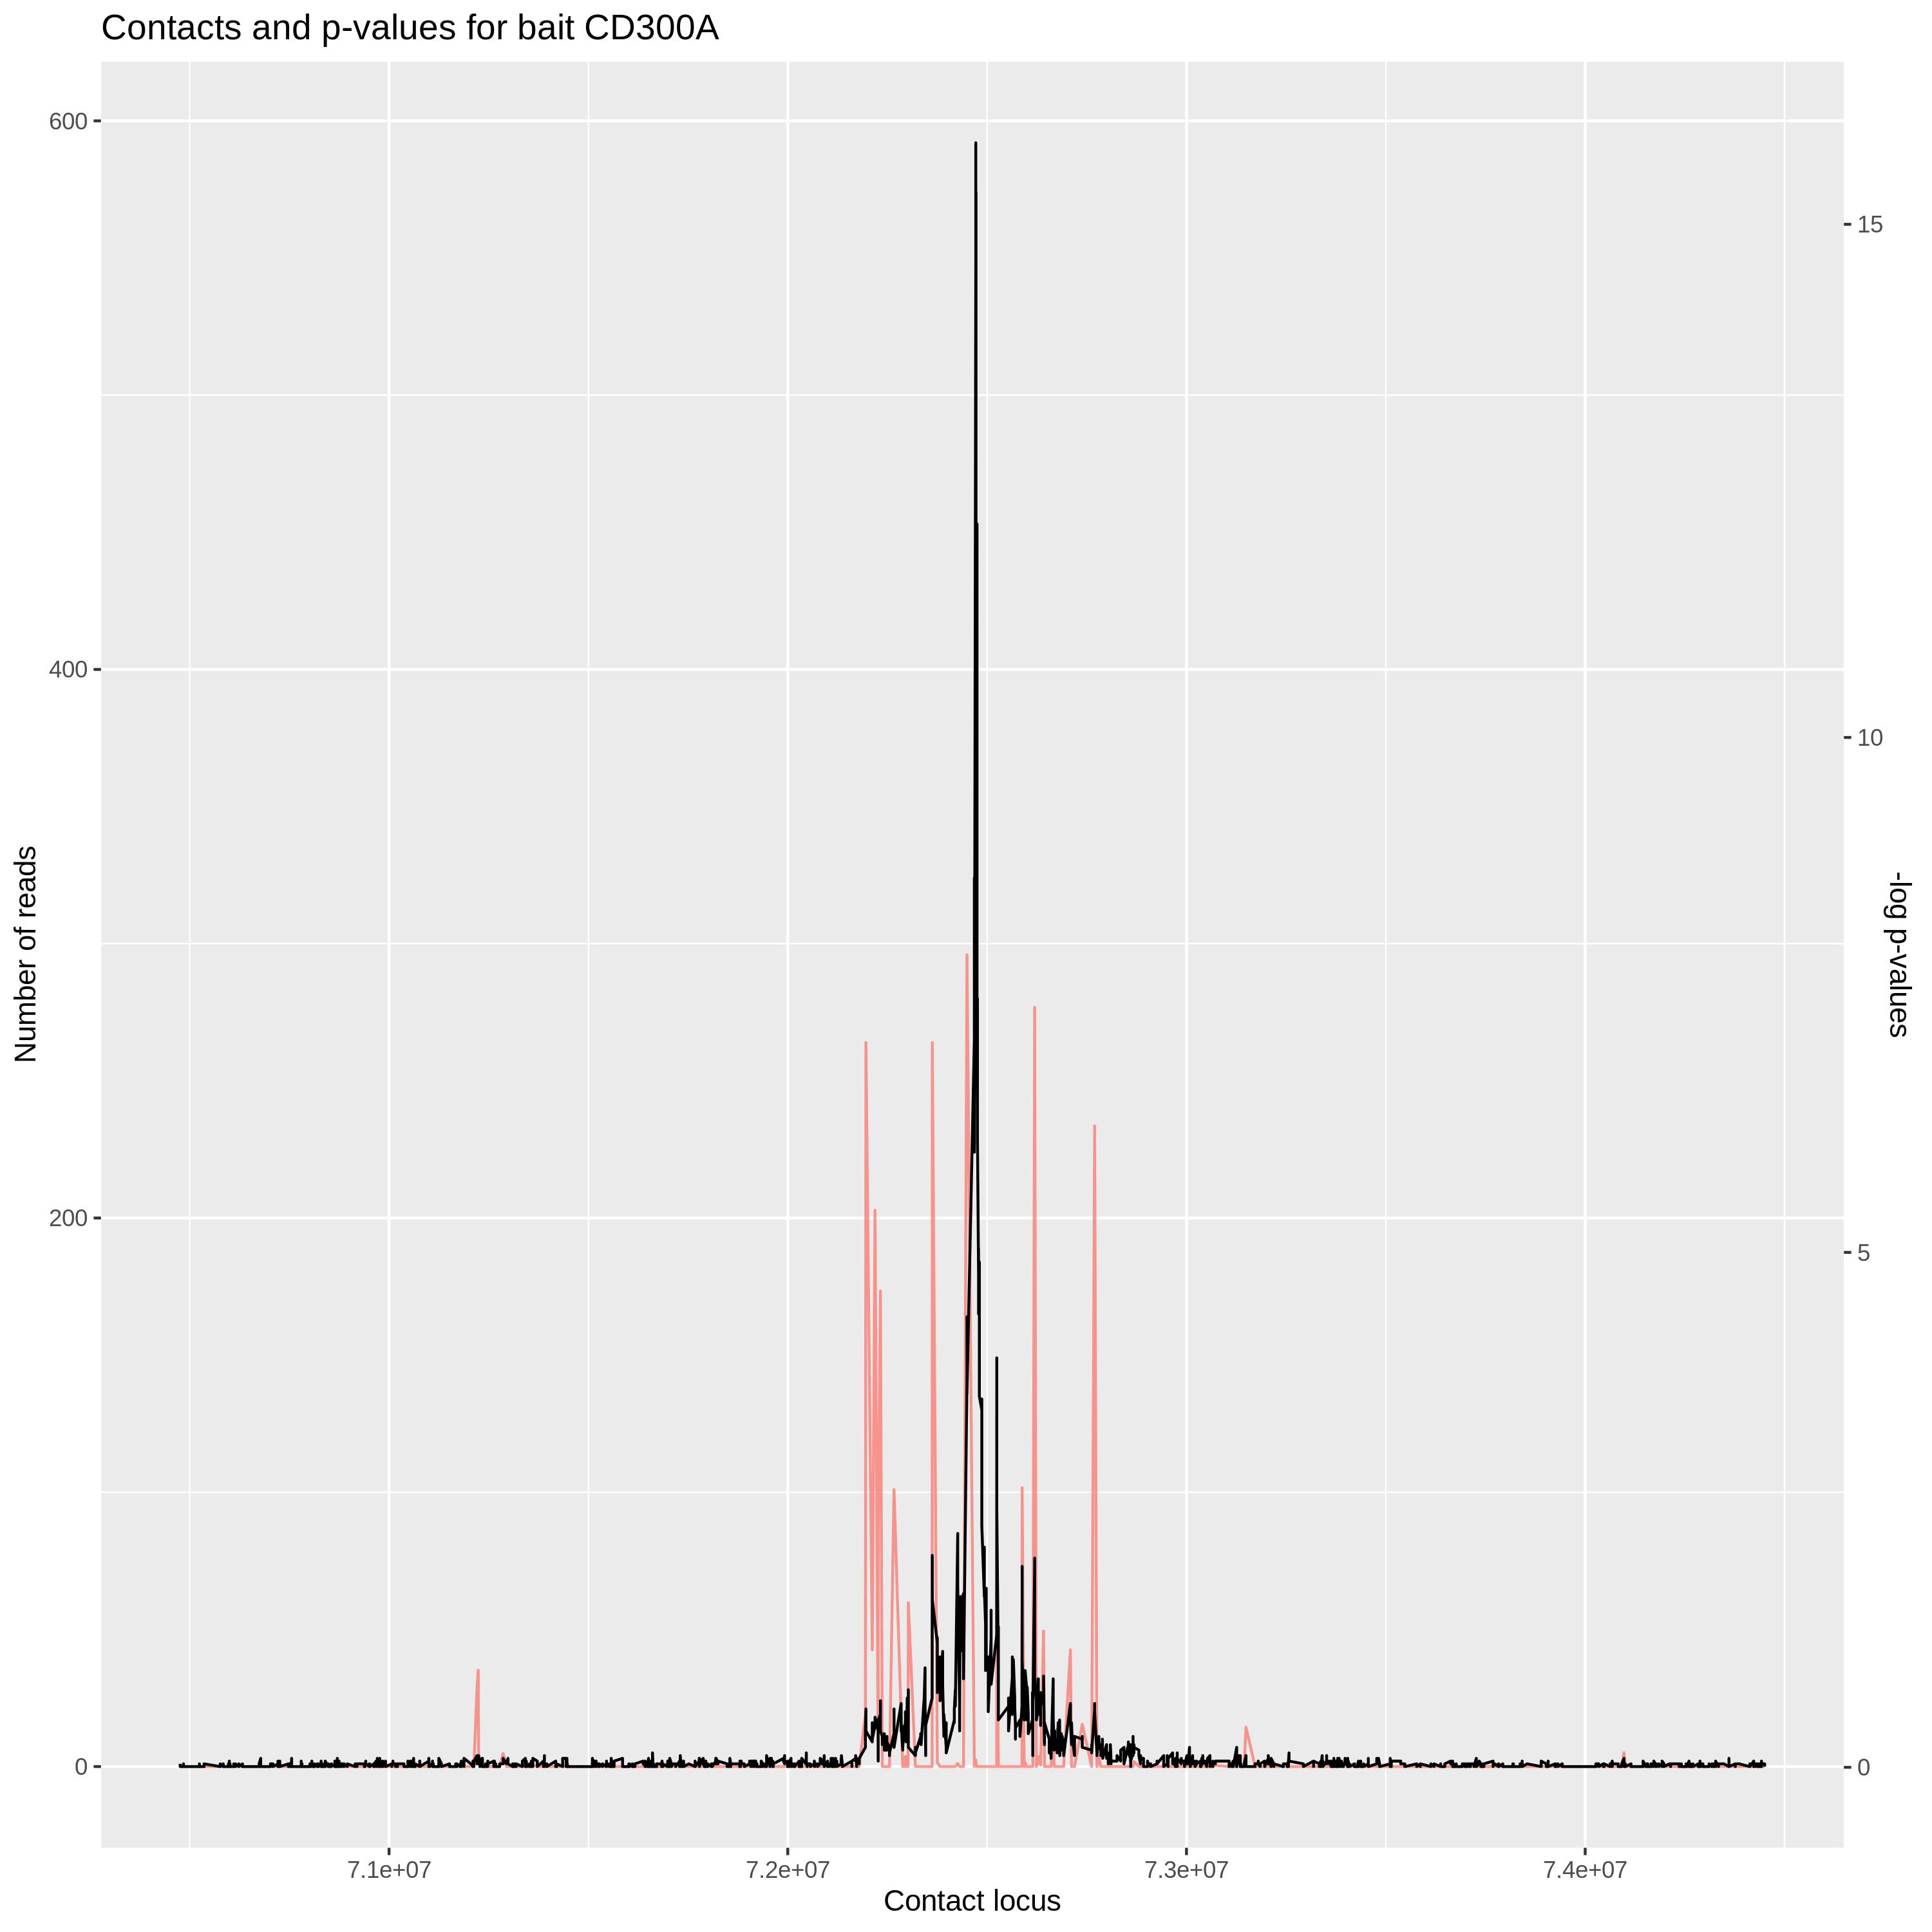 Contacts and p-values for bait CD300A
600
400
200
0
15
10
5
0
Number of reads
-log p-values
7.1e+07
7.2e+07
7.3e+07
7.4e+07
Contact locus